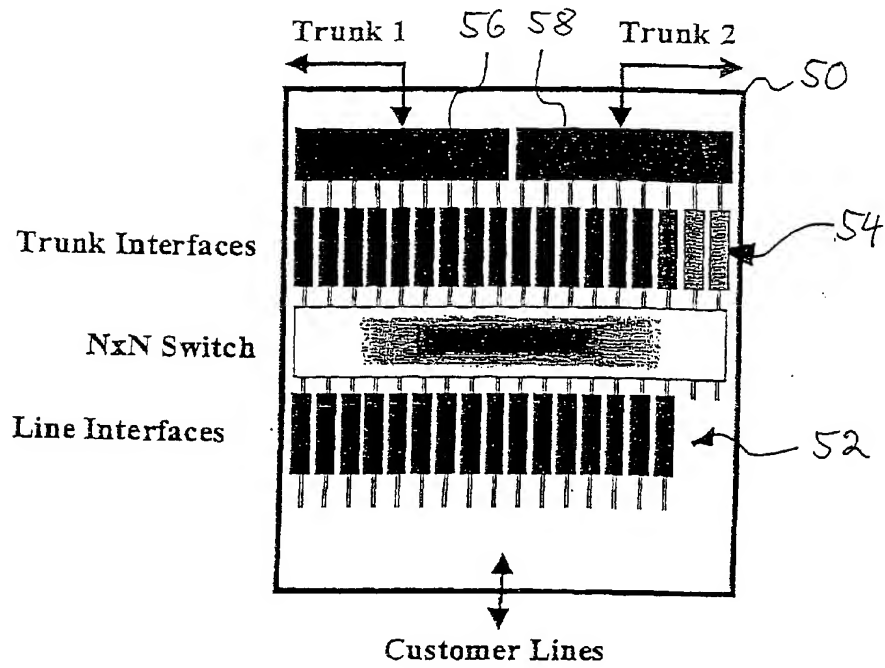 Trunk 1 56 58 Trunk 2
50
Trunk Interfaces 54
NxN Switch
Line Interfaces 52
Customer Lines